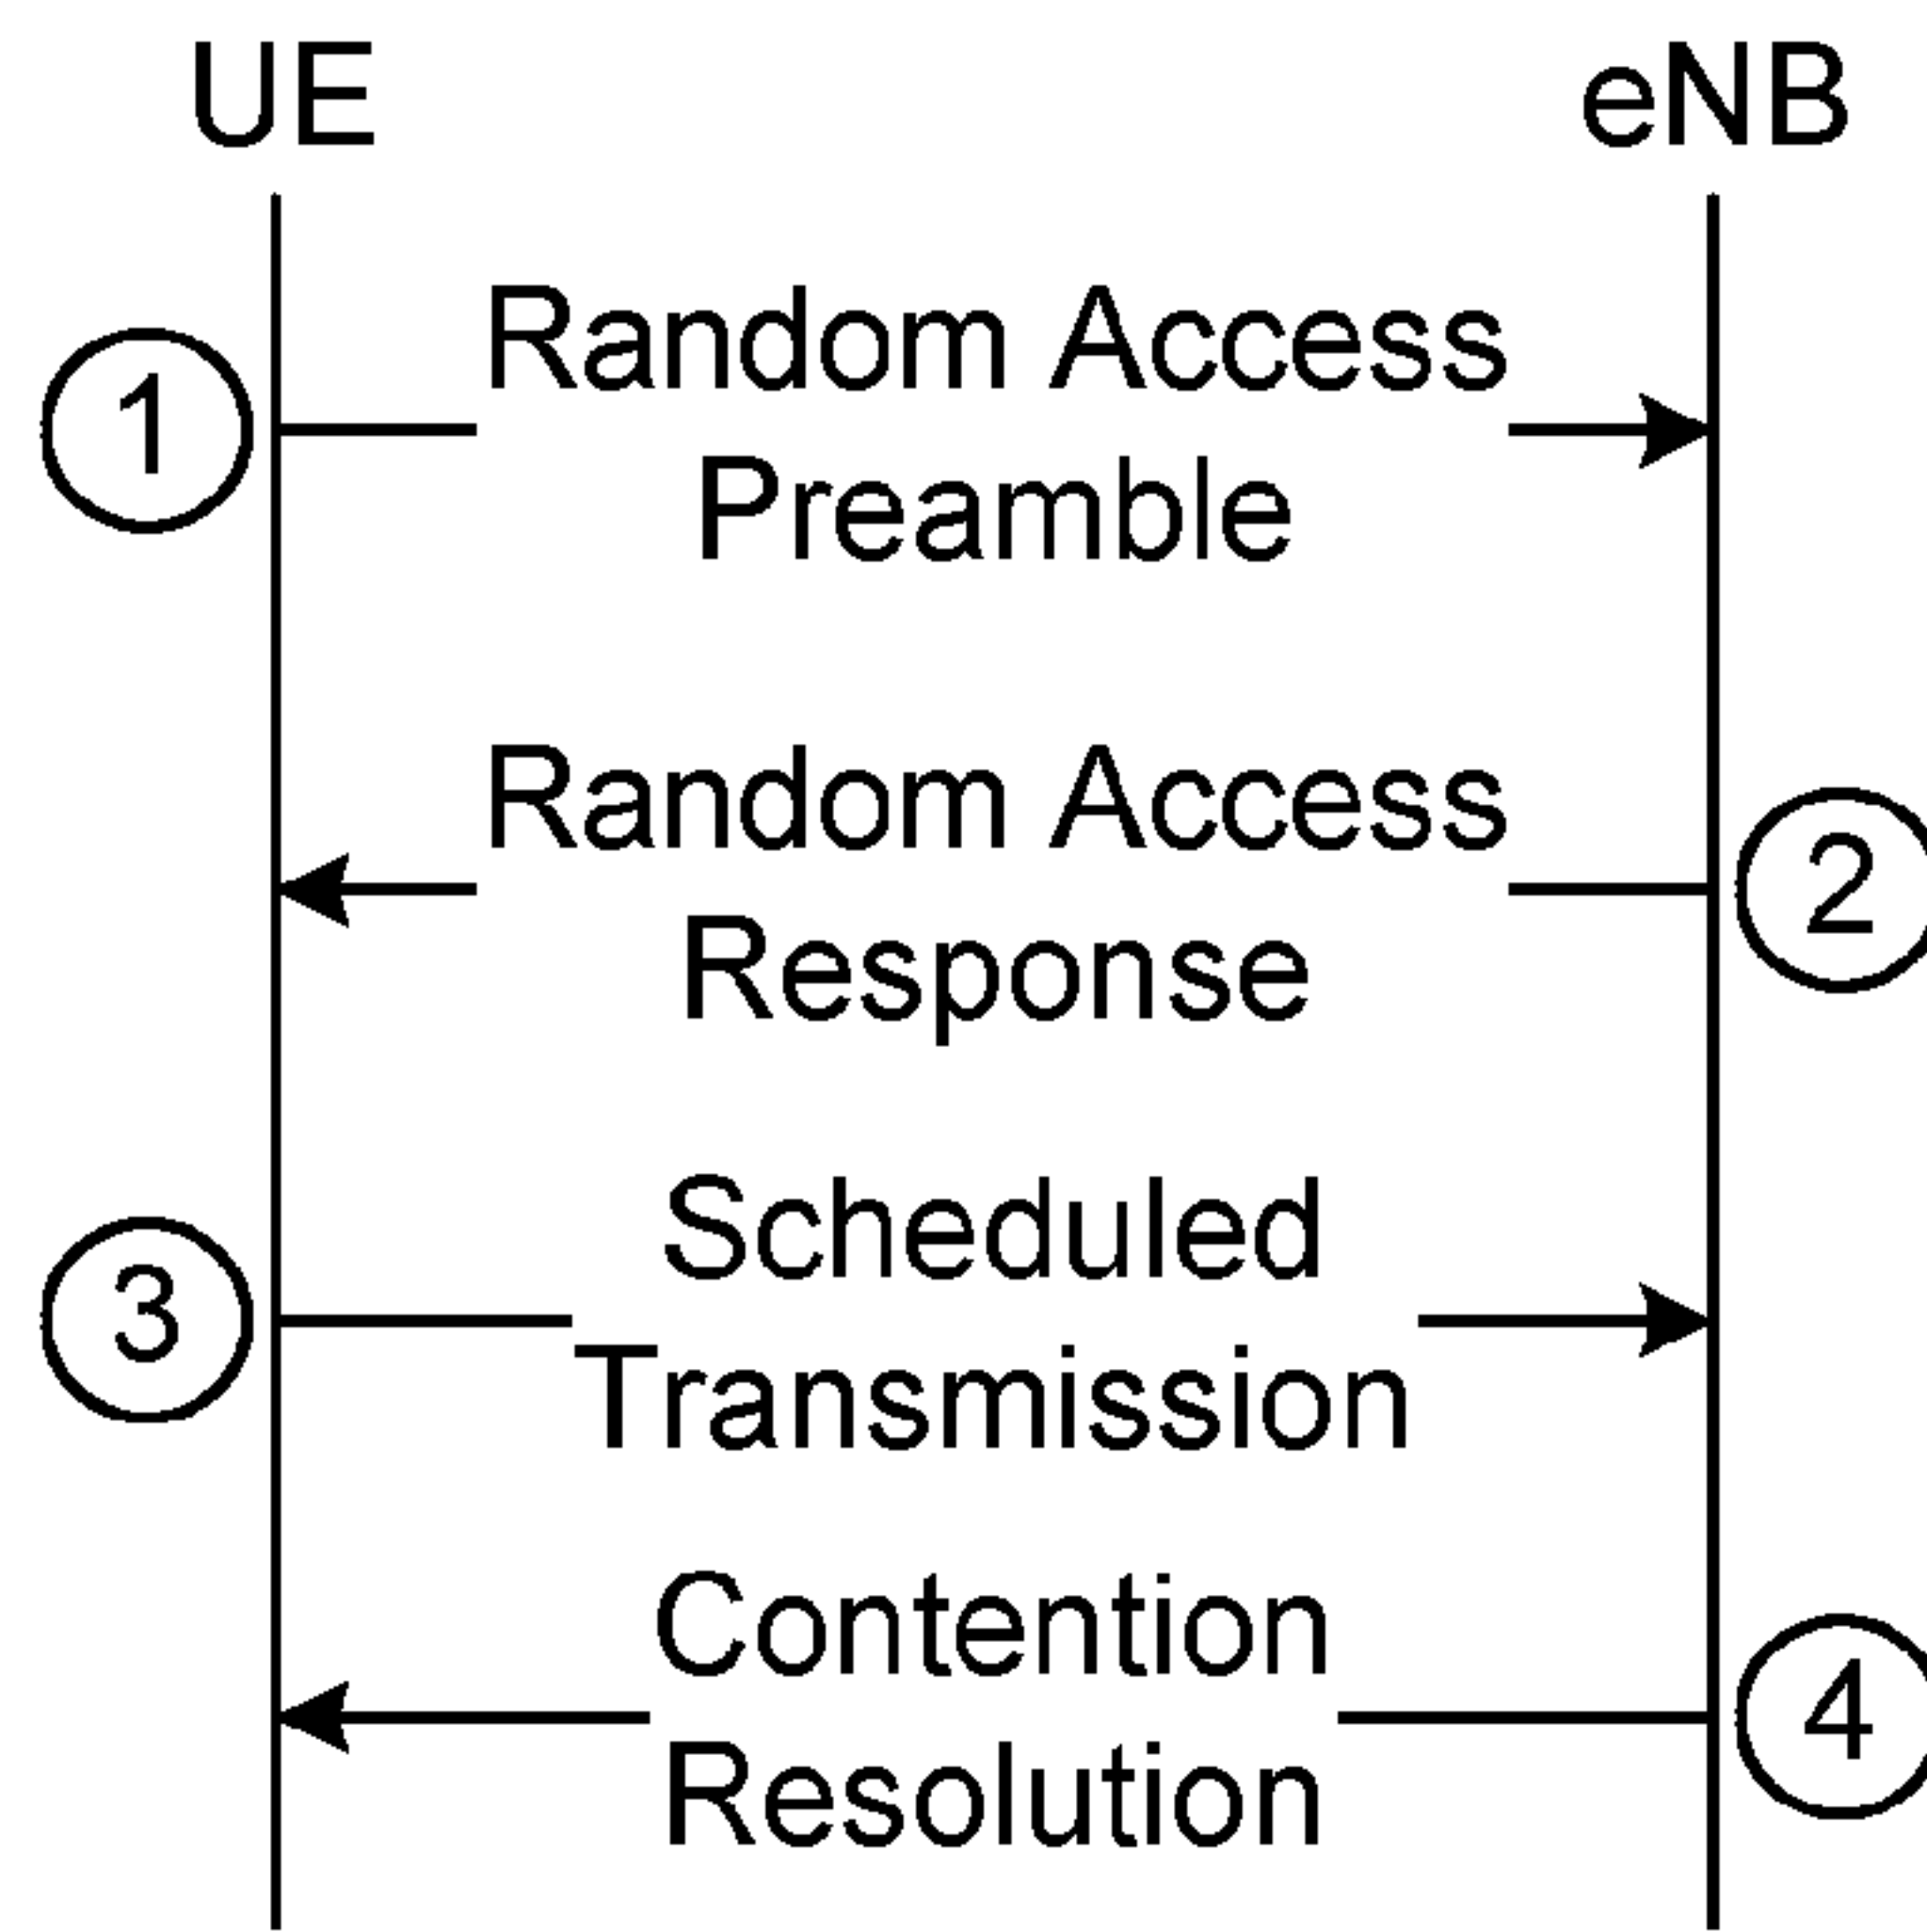 UE
eNB
Random Access
1
Preamble
Random Access
2
Response
Scheduled
3
Transmission
Contention
4
Resolution